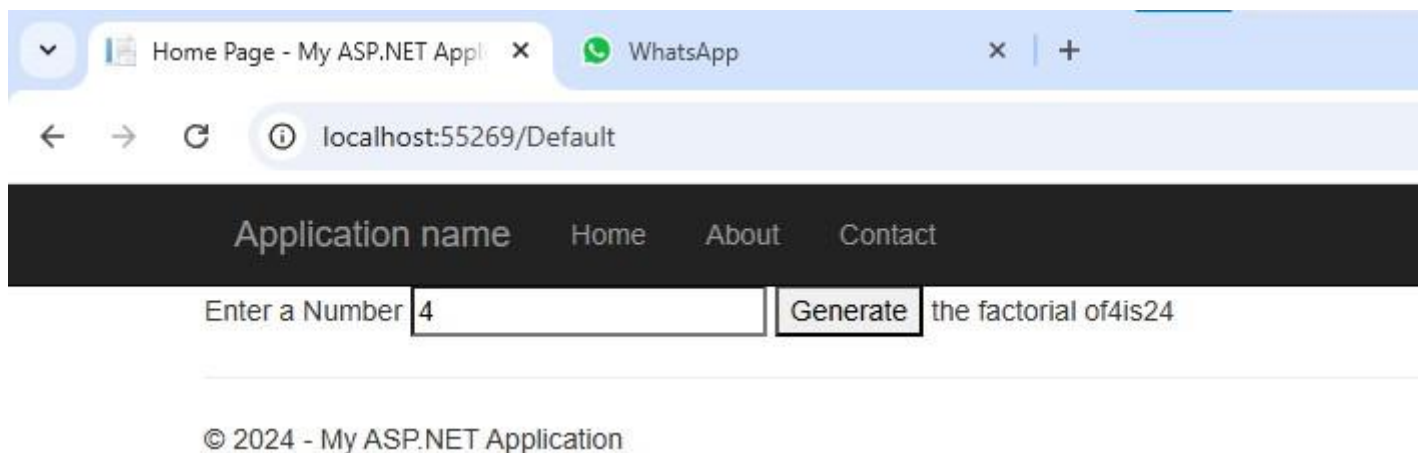 Home Page - My ASP.NET Appl WhatsApp
localhost:55269/Default
Application name Home About Contact
Enter a Number 4 Generate the factorial of4is24
© 2024 - My ASP.NET Application